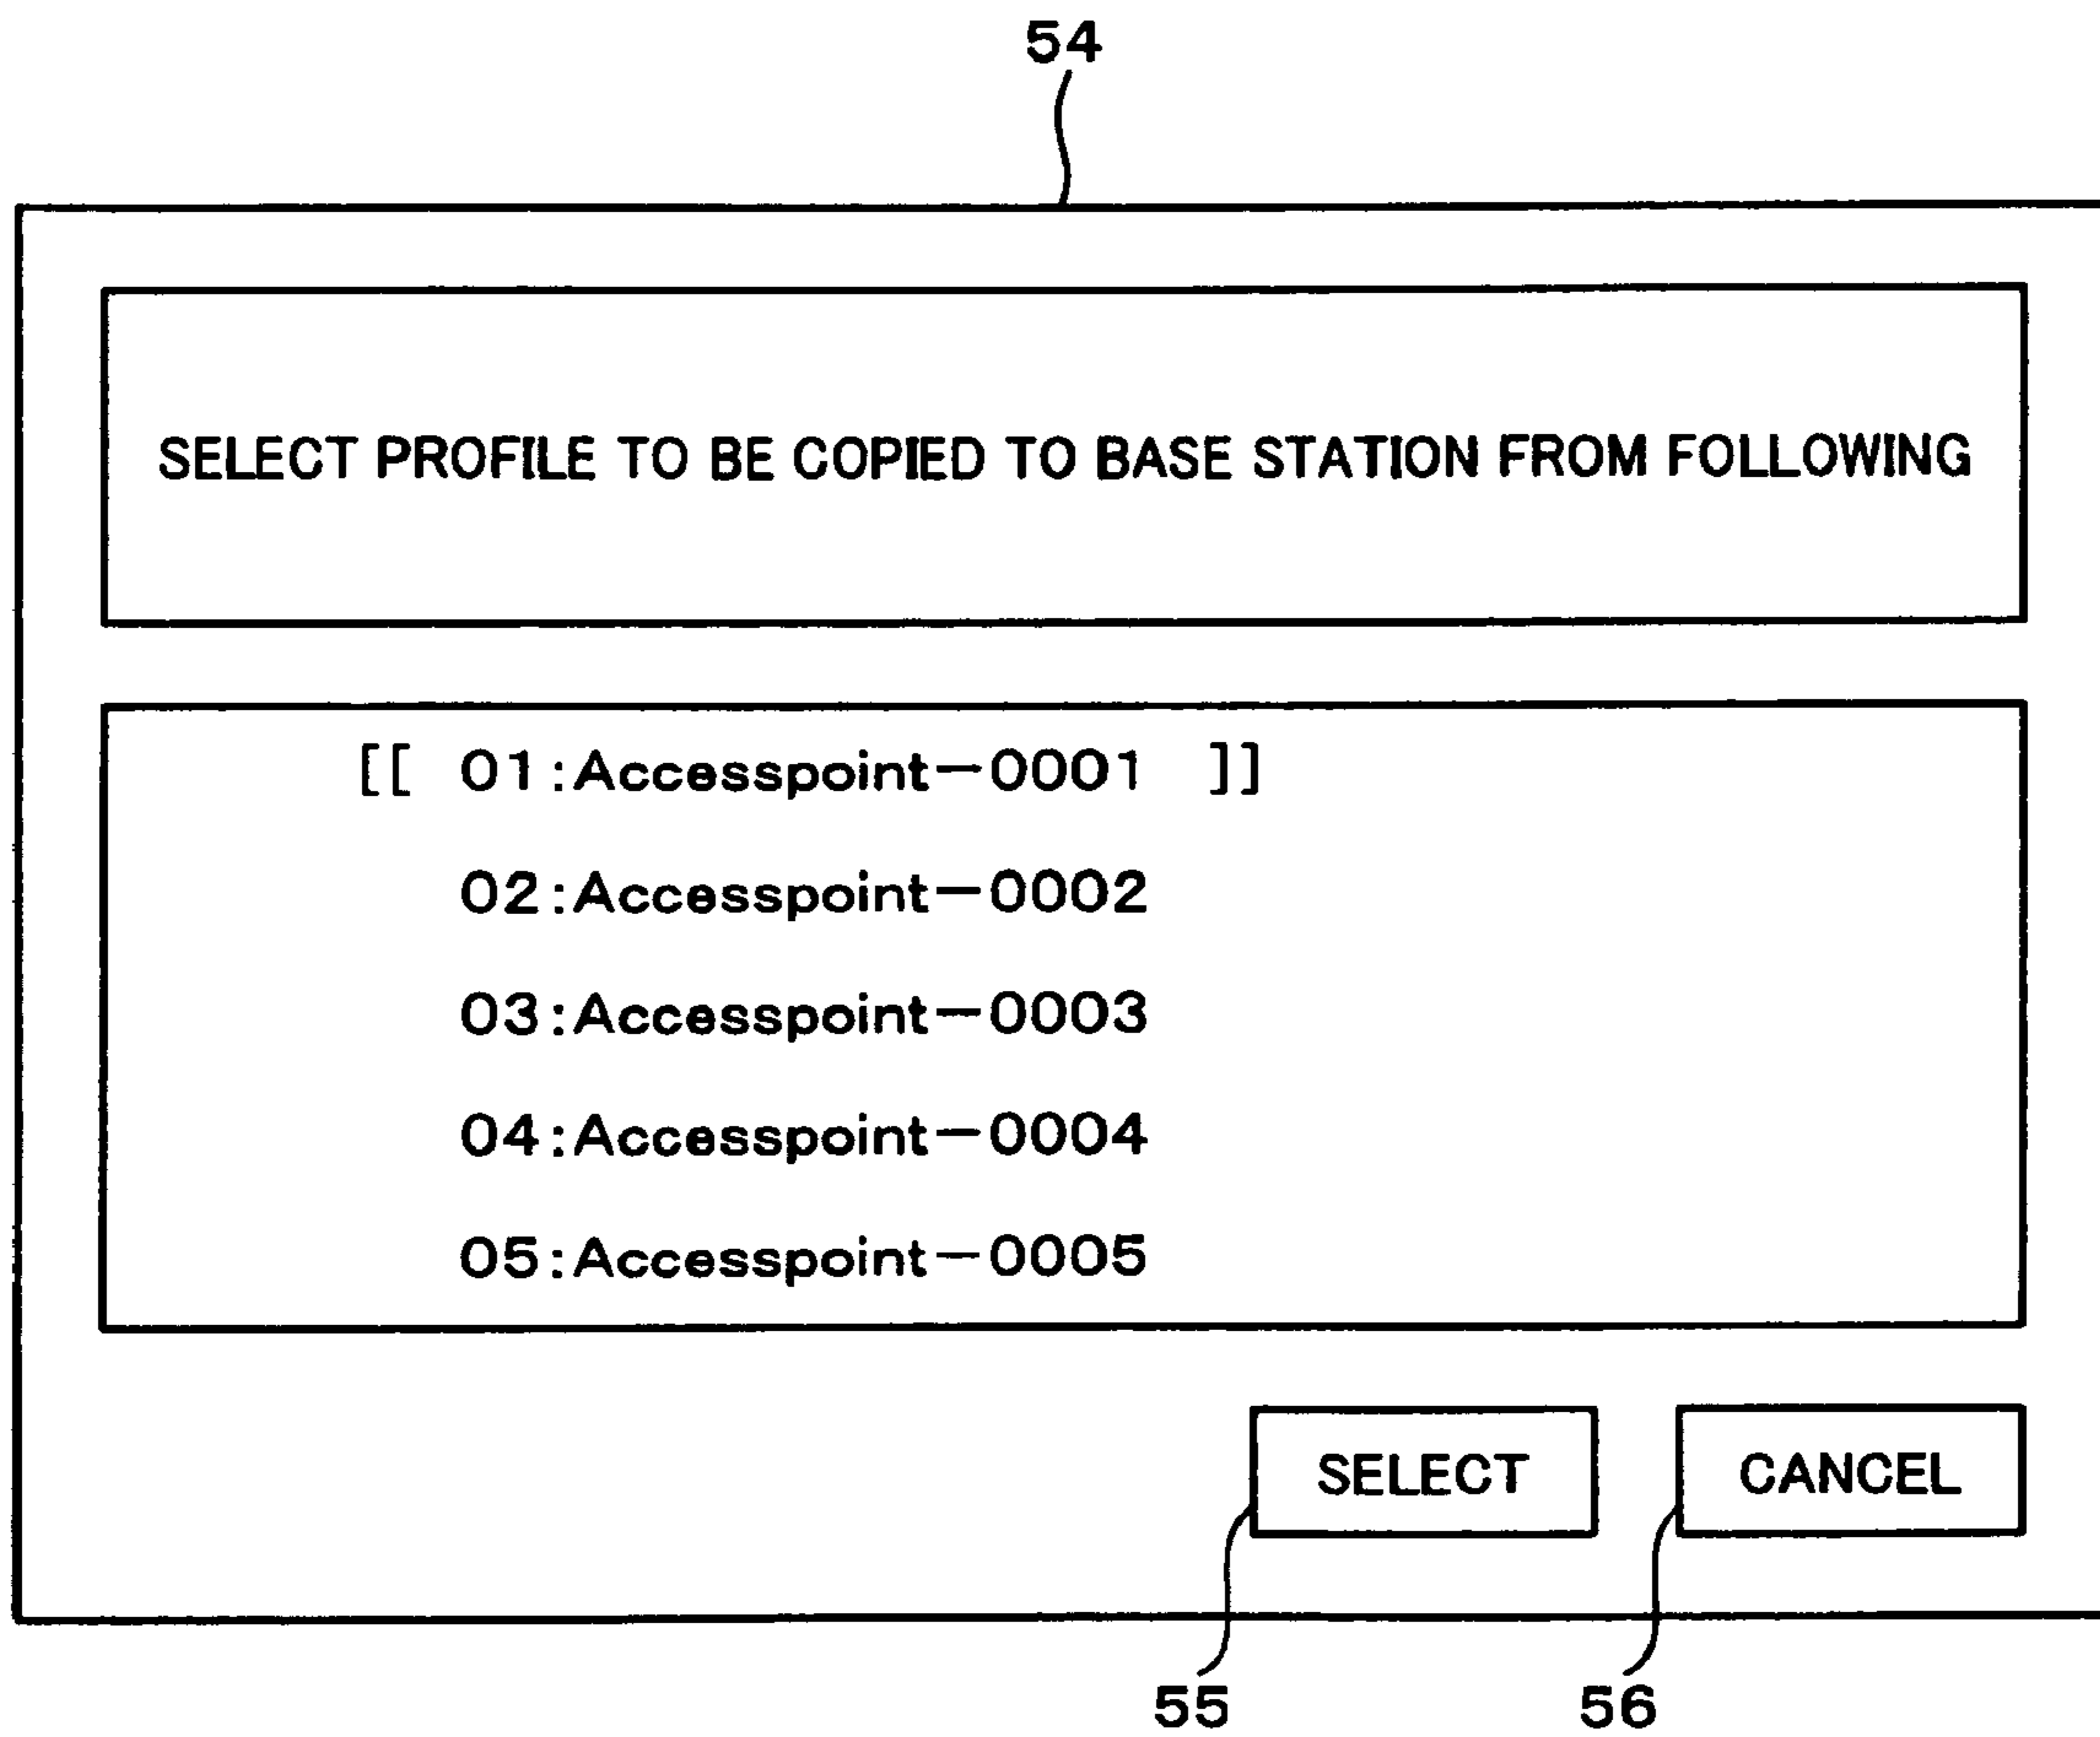 54
SELECT PROFILE TO BE COPIED TO BASE STATION FROM FOLLOWING
[[ 01:Accesspoint-0001 ]]
02:Accesspoint-0002
03:Accesspoint-0003
04:Accesspoint-0004
05:Accesspoint-0005
SELECT CANCEL
55 56